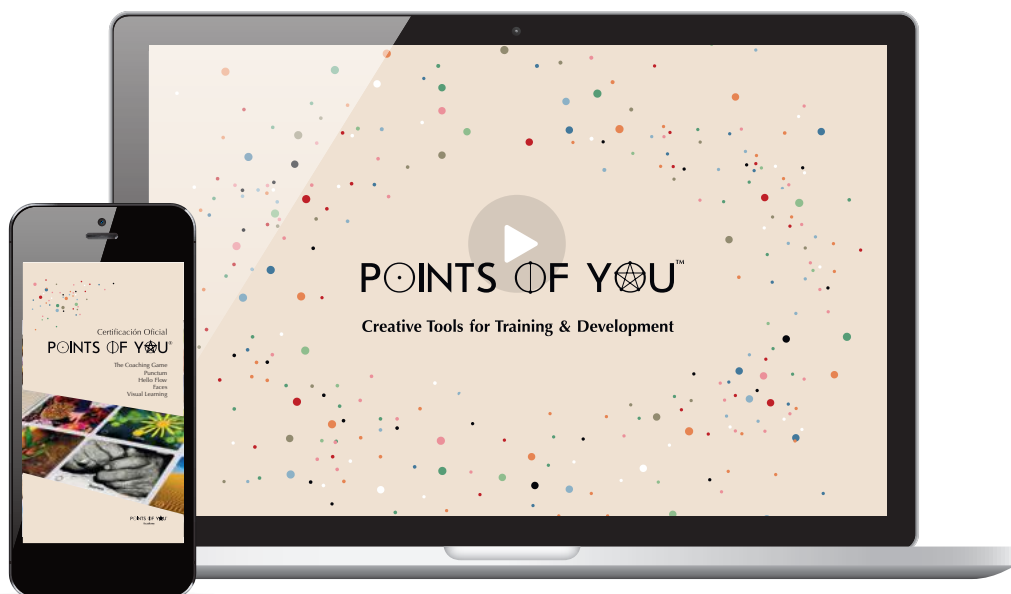 POINTS OF YOU™
Creative Tools for Training & Development
Certificación Oficial
POINTS OF YOU®
The Coaching Game
Punctum
Hello Flow
Faces
Visual Learning
POINTS OF YOU